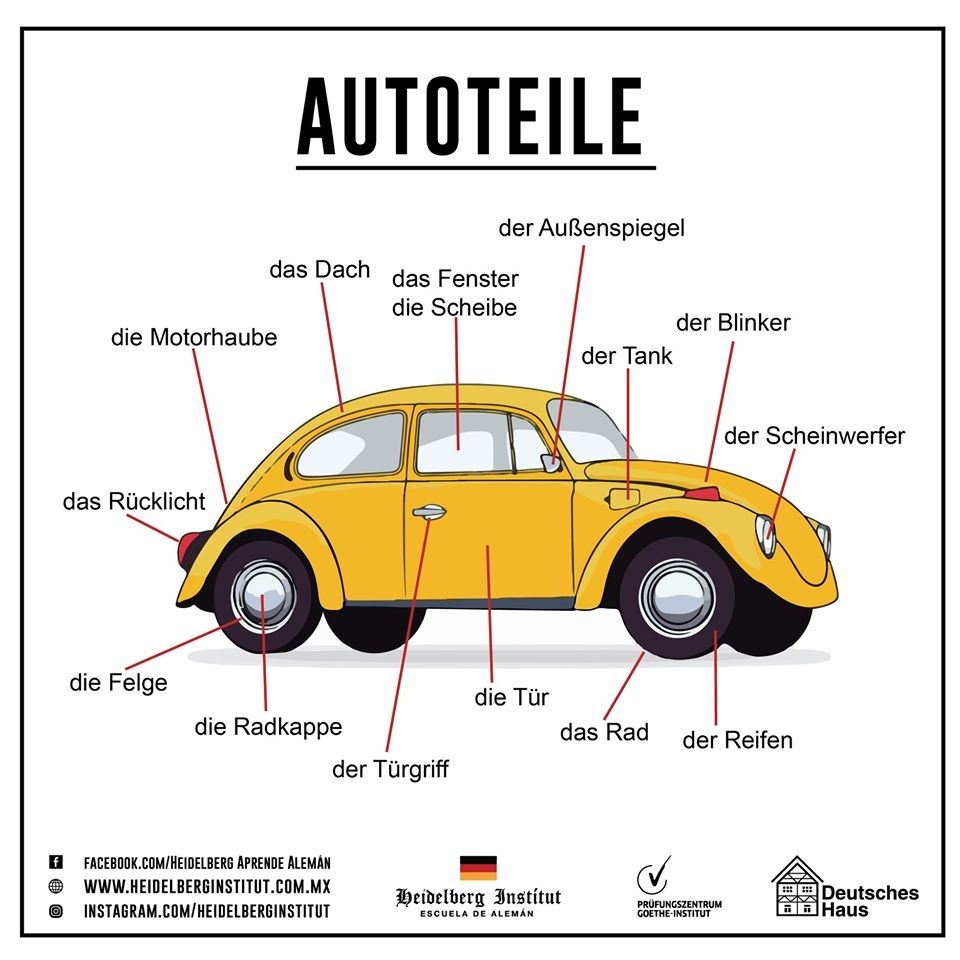 AUTOTEILE
der Außenspiegel
das Dach
das Fenster
die Scheibe
der Blinker
die Motorhaube
der Tank
der Scheinwerfer
das Rücklicht
die Felge
die Tür
die Radkappe
das Rad
der Reifen
der Türgriff
FACEBOOK.COM/HEIDELBERG APRENDE ALEMÁN
WWW.HEIDELBERGINSTITUT.COM.MX
INSTAGRAM.COM/HEIDELBERGINSTITUT
Heidelberg Institut
ESCUELA DE ALEMÁN
PRÜFUNGSZENTRUM
GOETHE-INSTITUT
Deutsches
Haus